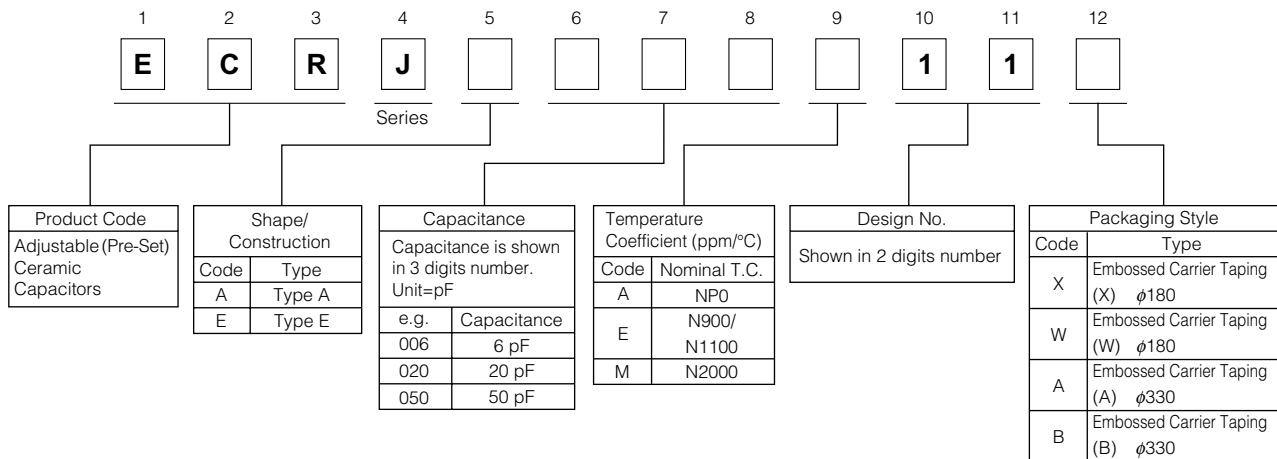 1 2 3 4 5 6 7 8 9 10 11 12
E C R J 1 1
Series
Product Code
Adjustable (Pre-Set)
Ceramic
Capacitors
Shape/
Construction
Code Type
A Type A
E Type E
Capacitance
Capacitance is shown
in 3 digits number.
Unit=pF
e.g. Capacitance
006 6 pF
020 20 pF
050 50 pF
Temperature
Coefficient (ppm/°C)
Code Nominal T.C.
A NP0
E N900/
N1100
M N2000
Design No.
Shown in 2 digits number
Packaging Style
Code Type
X Embossed Carrier Taping
(X) ϕ180
W Embossed Carrier Taping
(W) ϕ180
A Embossed Carrier Taping
(A) ϕ330
B Embossed Carrier Taping
(B) ϕ330